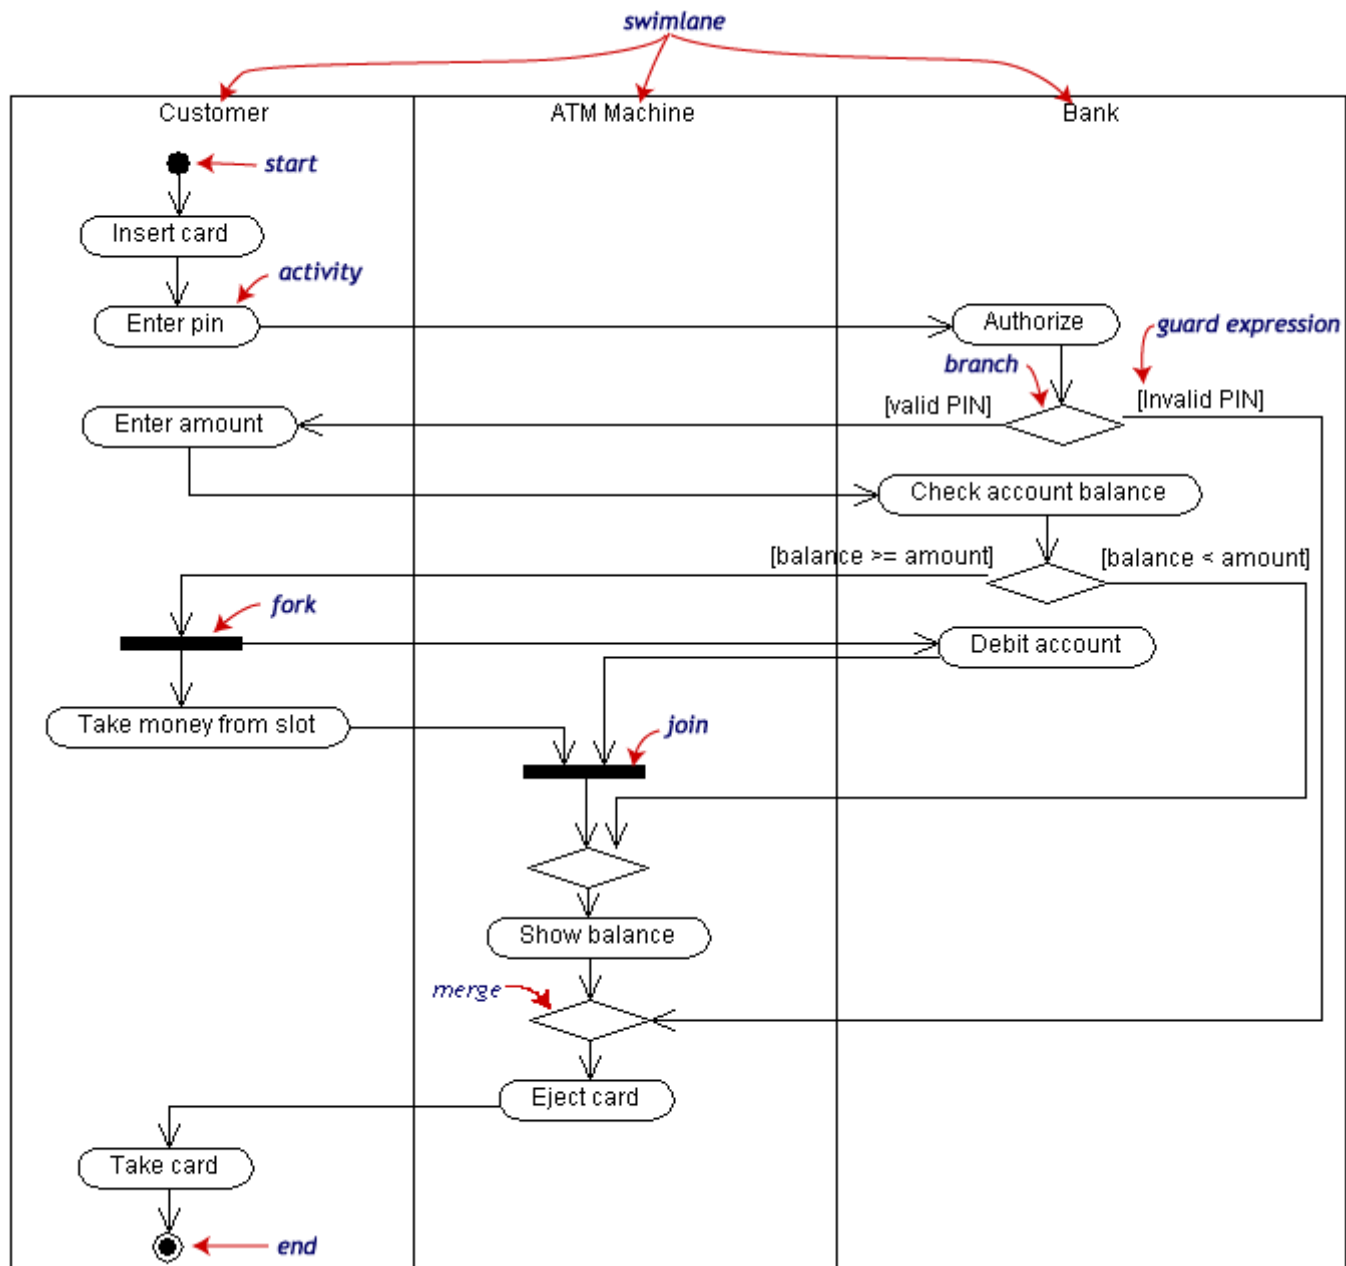 swimlane
Customer
ATM Machine
Bank
start
Insert card
activity
Enter pin
Authorize
guard expression
branch
[valid PIN]
[Invalid PIN]
Enter amount
Check account balance
[balance >= amount]
[balance < amount]
fork
Debit account
Take money from slot
join
Show balance
merge
Eject card
Take card
end